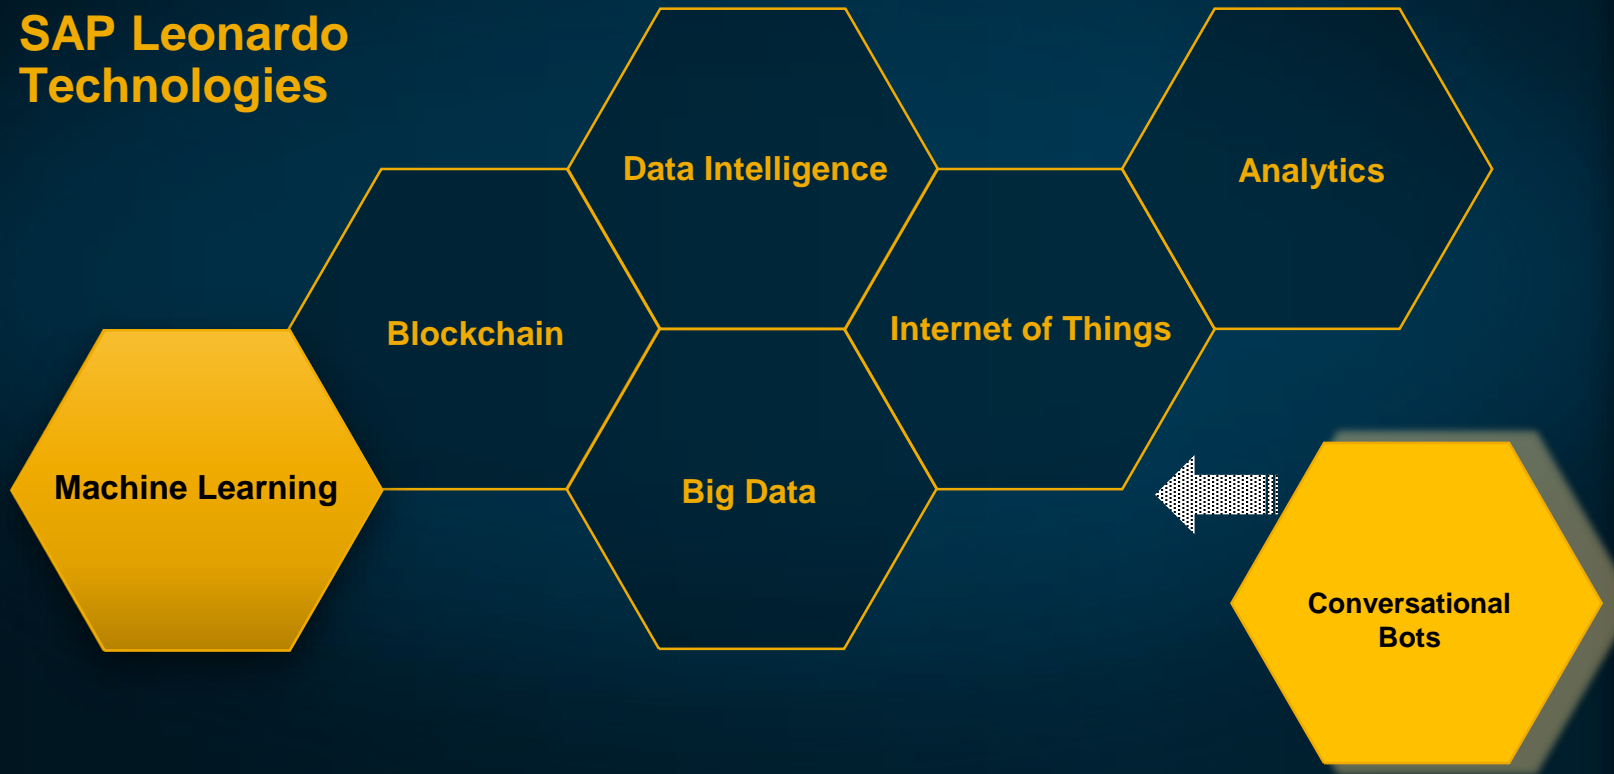 SAP Leonardo
Technologies
Data Intelligence
Analytics
Blockchain
Internet of Things
Machine Learning
Big Data
Conversational
Bots